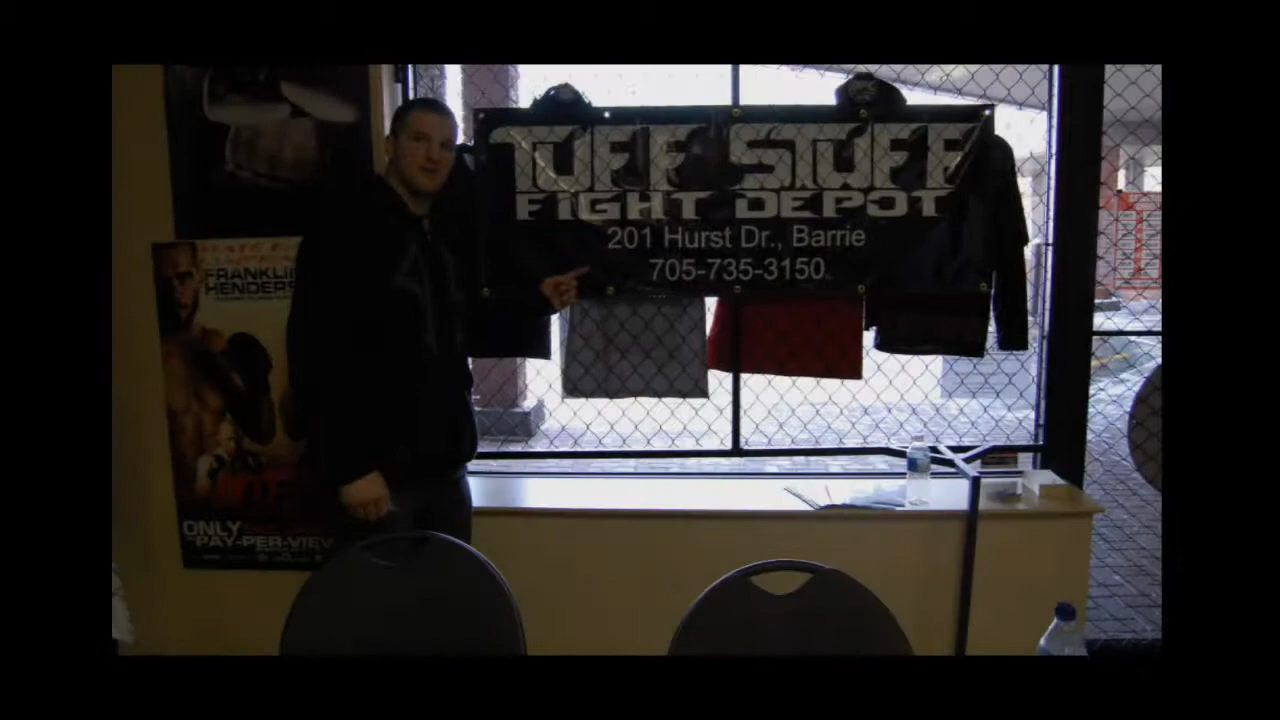 TUFF STUFF
FIGHT DEPOT
201 Hurst Dr., Barrie
705-735-3150
FRANKLIN
HENDERS
ONLY
PAY-PER-VIEW